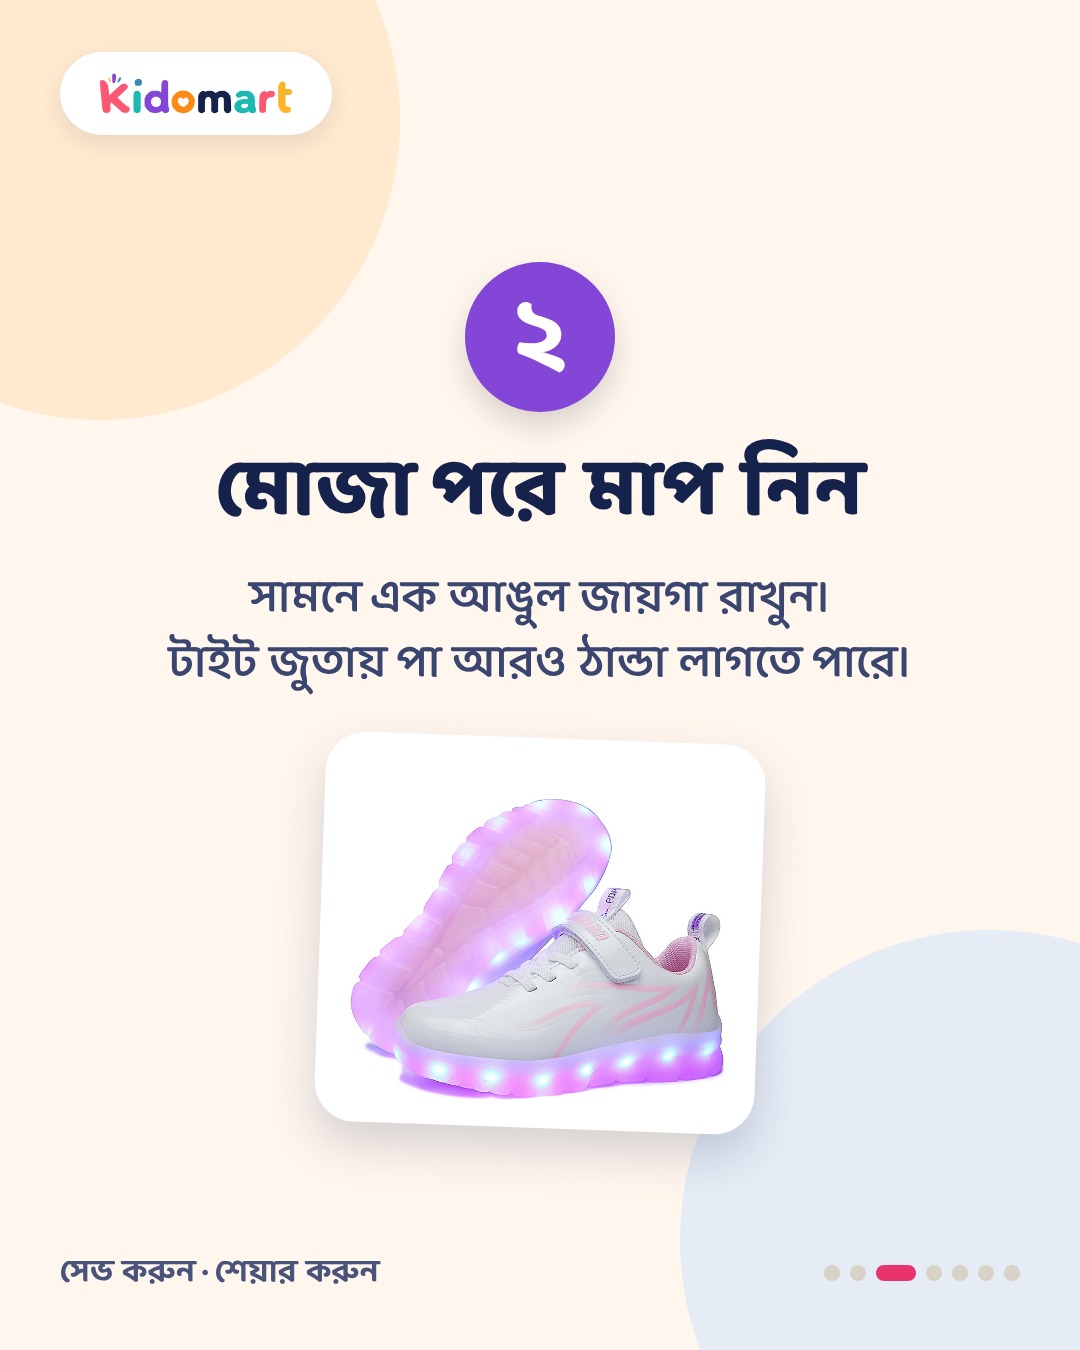 Kidomart
২
মোজা পরে মাপ নিন
সামনে এক আঙুল জায়গা রাখুন।
টাইট জুতায় পা আরও ঠান্ডা লাগতে পারে।
সেভ করুন · শেয়ার করুন